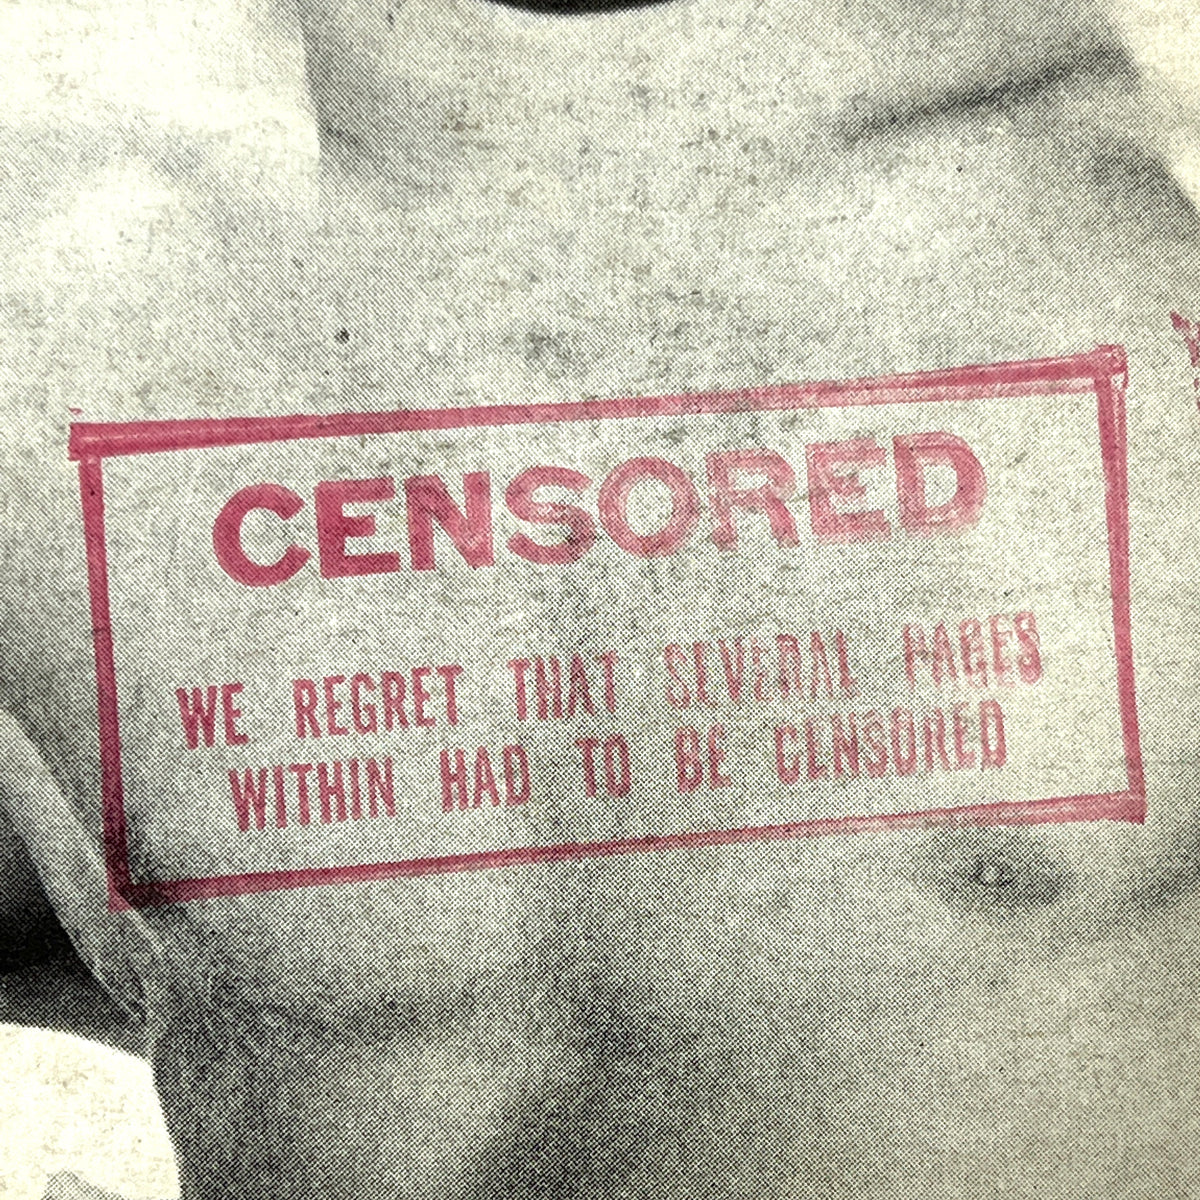 CENSORED
WE REGRET THAT SEVERAL PAGES
WITHIN HAD TO BE CENSORED